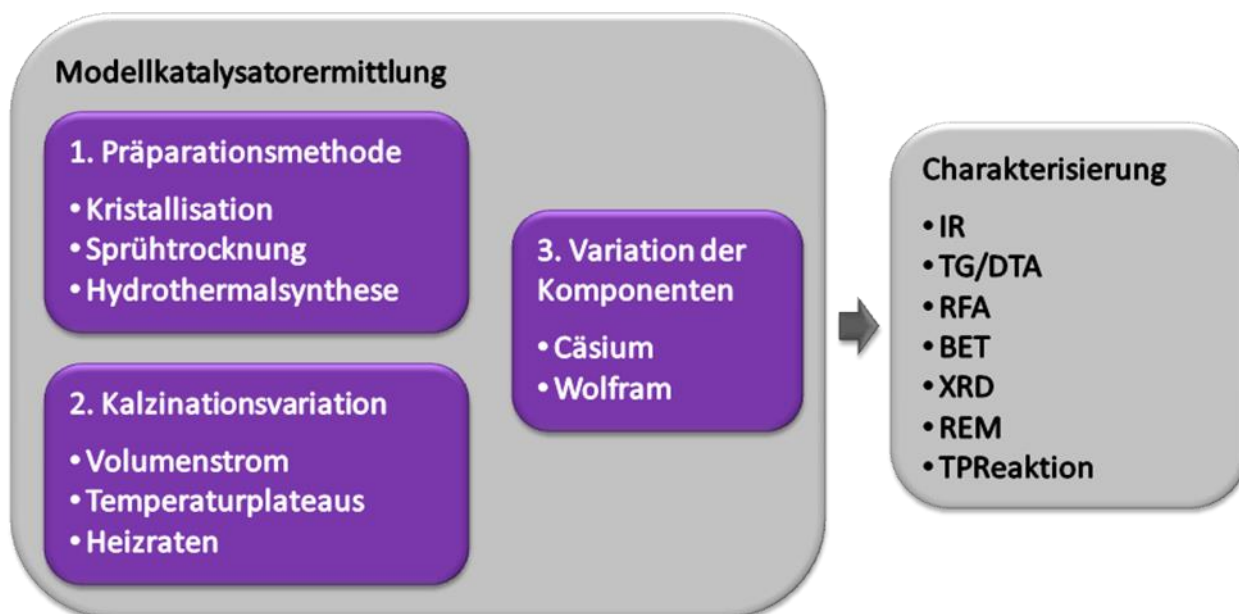 Modellkatalysatorermittlung
1. Präparationsmethode
• Kristallisation
• Sprühtrocknung
• Hydrothermalsynthese
2. Kalzinationsvariation
• Volumenstrom
• Temperaturplateaus
• Heizraten
3. Variation der
Komponenten
• Cäsium
• Wolfram
Charakterisierung
• IR
• TG/DTA
• RFA
• BET
• XRD
• REM
• TPReaktion